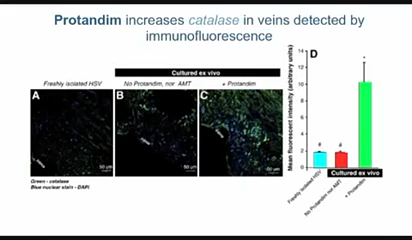 Protandim increases catalase in veins detected by
immunofluorescence
Cultured ex vivo
Freshly isolated HSV
No Protandim, nor AMT
+ Protandim
A
B
C
50 µm
50 µm
50 µm
Green - catalase
Blue nuclear stain - DAPI
D
Mean fluorescent intensity (arbitrary units)
14
12
10
8
6
4
2
0
#
#
*
Freshly isolated HSV
No Protandim nor AMT
+ Protandim
Cultured ex vivo